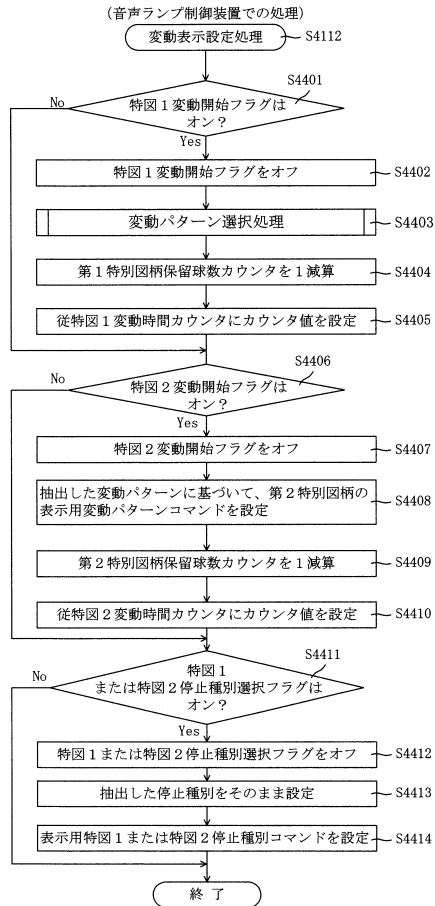 （音声ランプ制御装置での処理）
変動表示設定処理
S4112
S4401
No
特図１変動開始フラグは
オン？
Yes
特図１変動開始フラグをオフ
S4402
変動パターン選択処理
S4403
第１特別図柄保留球数カウンタを１減算
S4404
従特図１変動時間カウンタにカウンタ値を設定
S4405
S4406
No
特図２変動開始フラグは
オン？
Yes
特図２変動開始フラグをオフ
S4407
抽出した変動パターンに基づいて、第２特別図柄の
表示用変動パターンコマンドを設定
S4408
第２特別図柄保留球数カウンタを１減算
S4409
従特図２変動時間カウンタにカウンタ値を設定
S4410
S4411
No
特図１
または特図２停止種別選択フラグは
オン？
Yes
特図１または特図２停止種別選択フラグをオフ
S4412
抽出した停止種別をそのまま設定
S4413
表示用特図１または特図２停止種別コマンドを設定
S4414
終了